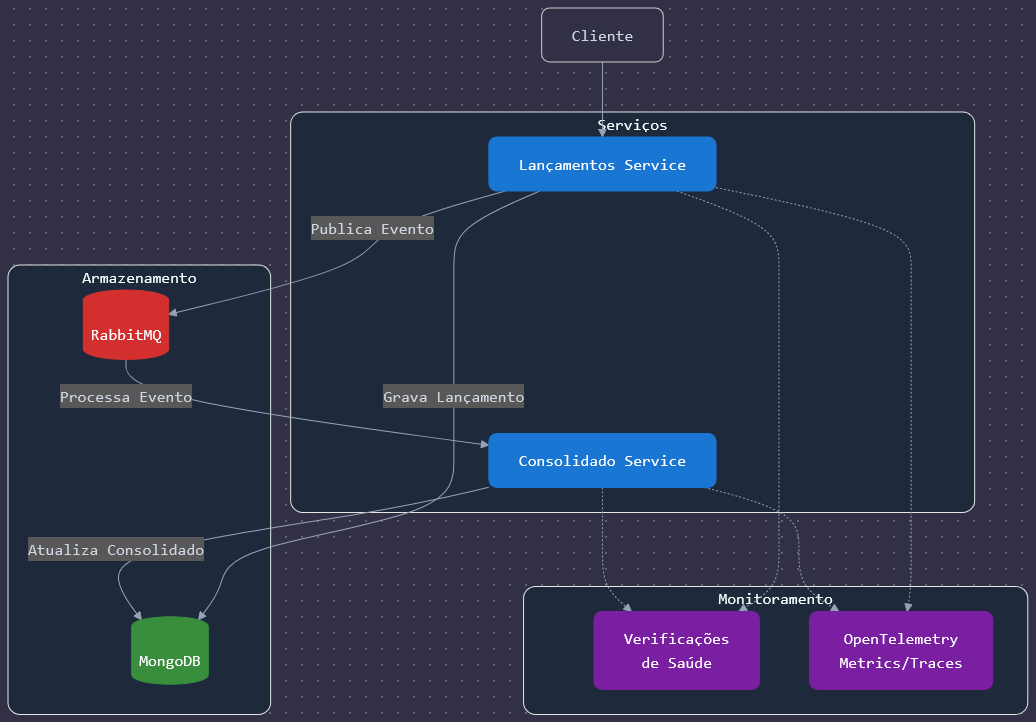 Cliente
Serviços
Lançamentos Service
Publica Evento
Armazenamento
RabbitMQ
Processa Evento
Grava Lançamento
Consolidado Service
Atualiza Consolidado
MongoDB
Monitoramento
Verificações
de Saúde
OpenTelemetry
Metrics/Traces